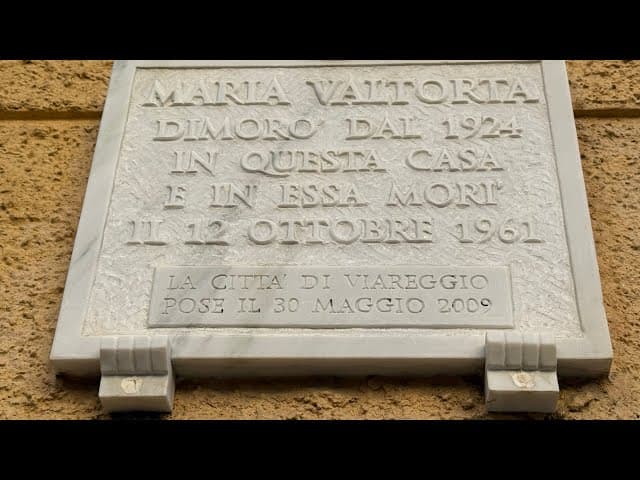 MARIA VALTORTA
DIMORO' DAL 1924
IN QUESTA CASA
E IN ESSA MORI'
IL 12 OTTOBRE 1961
LA CITTA' DI VIAREGGIO
POSE IL 30 MAGGIO 2009